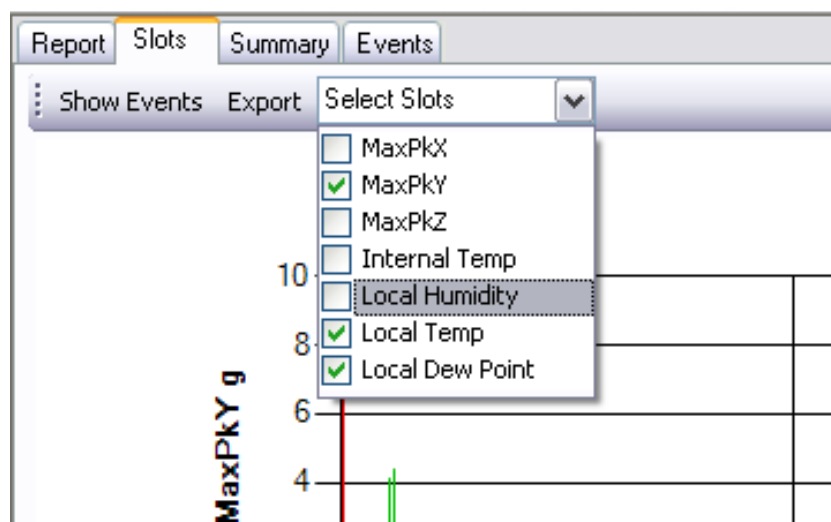 Report Slots Summary Events
Show Events Export Select Slots
MaxPkX
MaxPkY
MaxPkZ
Internal Temp
Local Humidity
Local Temp
Local Dew Point
10
8
6
4
MaxPkY g